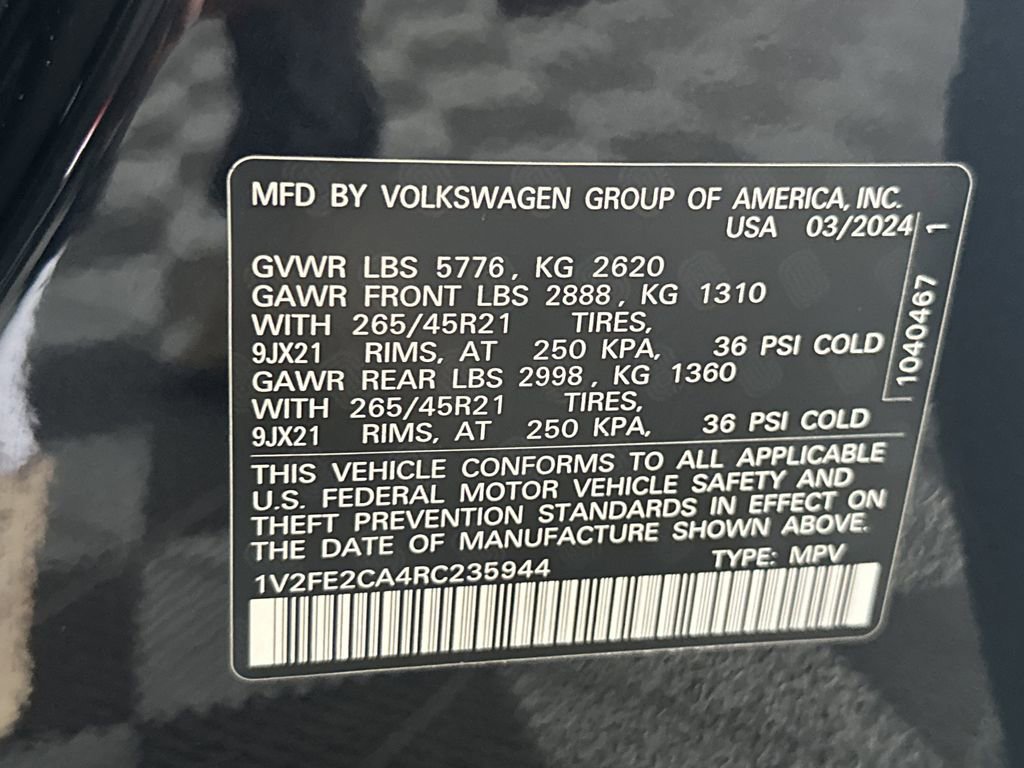 MFD BY VOLKSWAGEN GROUP OF AMERICA, INC.
USA 03/2024
GVWR LBS 5776, KG 2620
GAWR FRONT LBS 2888, KG 1310
WITH 265/45R21 TIRES,
9JX21 RIMS, AT 250 KPA, 36 PSI COLD
GAWR REAR LBS 2998, KG 1360
WITH 265/45R21 TIRES,
9JX21 RIMS, AT 250 KPA, 36 PSI COLD
THIS VEHICLE CONFORMS TO ALL APPLICABLE
U.S. FEDERAL MOTOR VEHICLE SAFETY AND
THEFT PREVENTION STANDARDS IN EFFECT ON
THE DATE OF MANUFACTURE SHOWN ABOVE.
1V2FE2CA4RC235944 TYPE: MPV
1040467 1